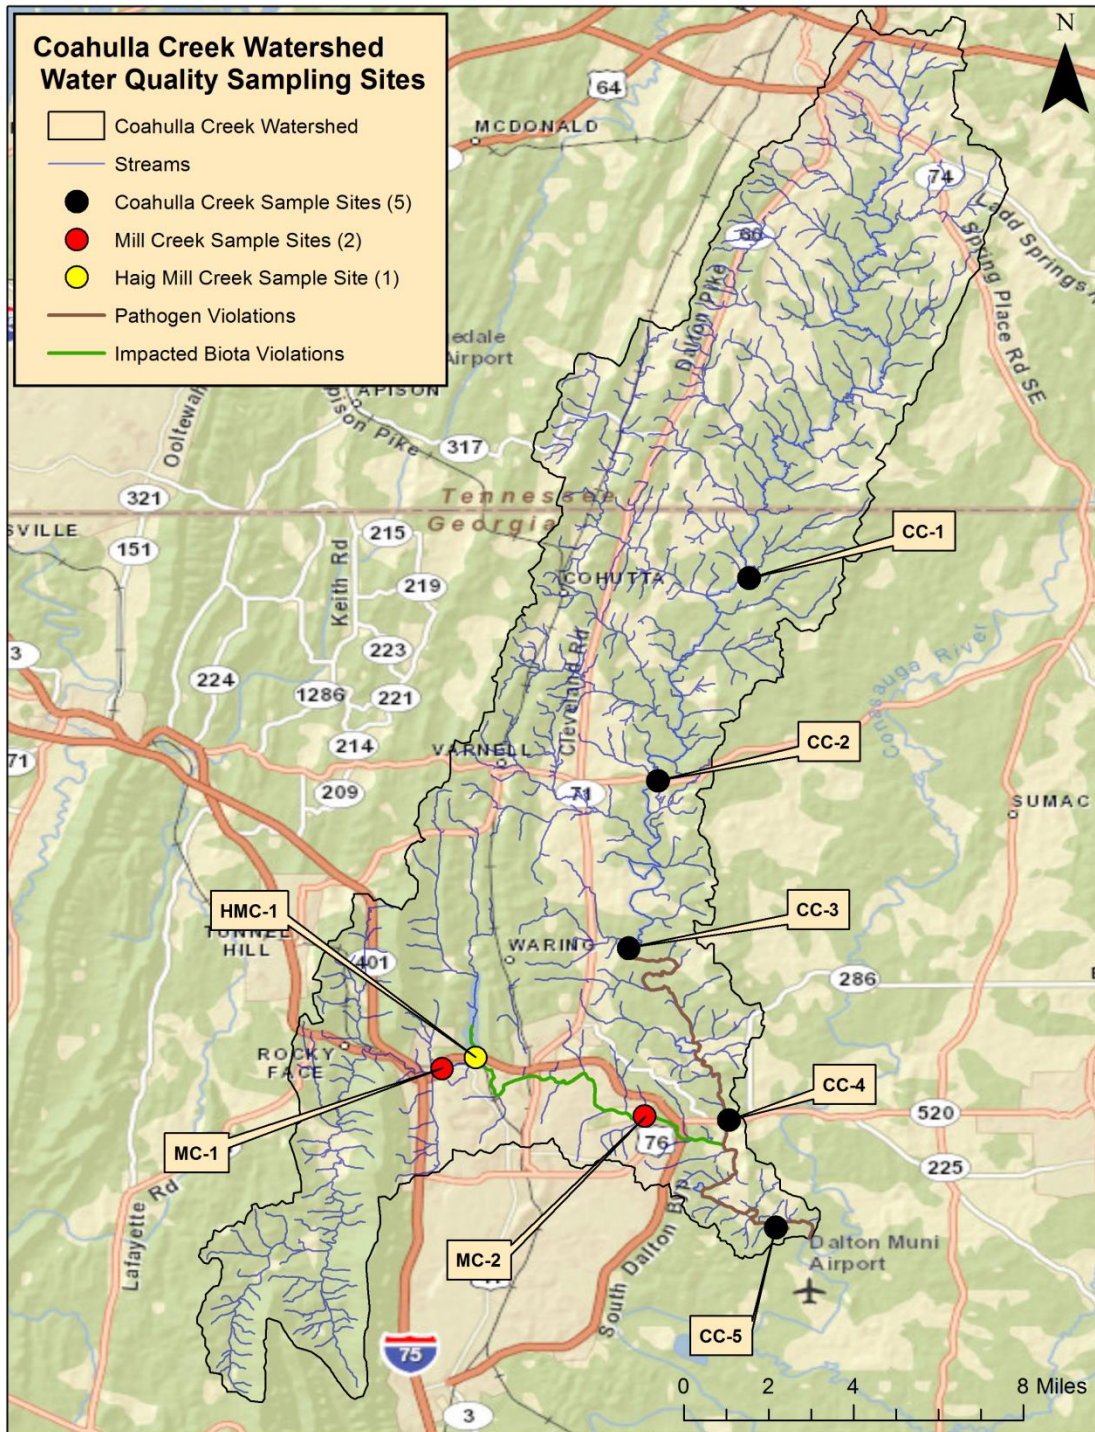 Coahulla Creek Watershed
Water Quality Sampling Sites
Coahulla Creek Watershed
Streams
Coahulla Creek Sample Sites (5)
Mill Creek Sample Sites (2)
Haig Mill Creek Sample Site (1)
Pathogen Violations
Impacted Biota Violations
N
64
MCDONALD
74
Ladd Springs
Spring Place Rd SE
Dalton Pike
Airport
APISON
Pike
317
321
151
SVILLE
Tennessee
Georgia
215
Keith Rd
219
223
224
1286
221
214
209
3
71
CC-1
COHUTTA
Cleveland Rd
Conasauga River
VARNELL
CC-2
71
SUMAC
HMC-1
TUNNEL
HILL
401
WARING
CC-3
286
ROCKY
FACE
CC-4
520
225
76
MC-1
Lafayette Rd
MC-2
South Dalton Byp
Dalton Muni
Airport
CC-5
75
3
0 2 4 8 Miles